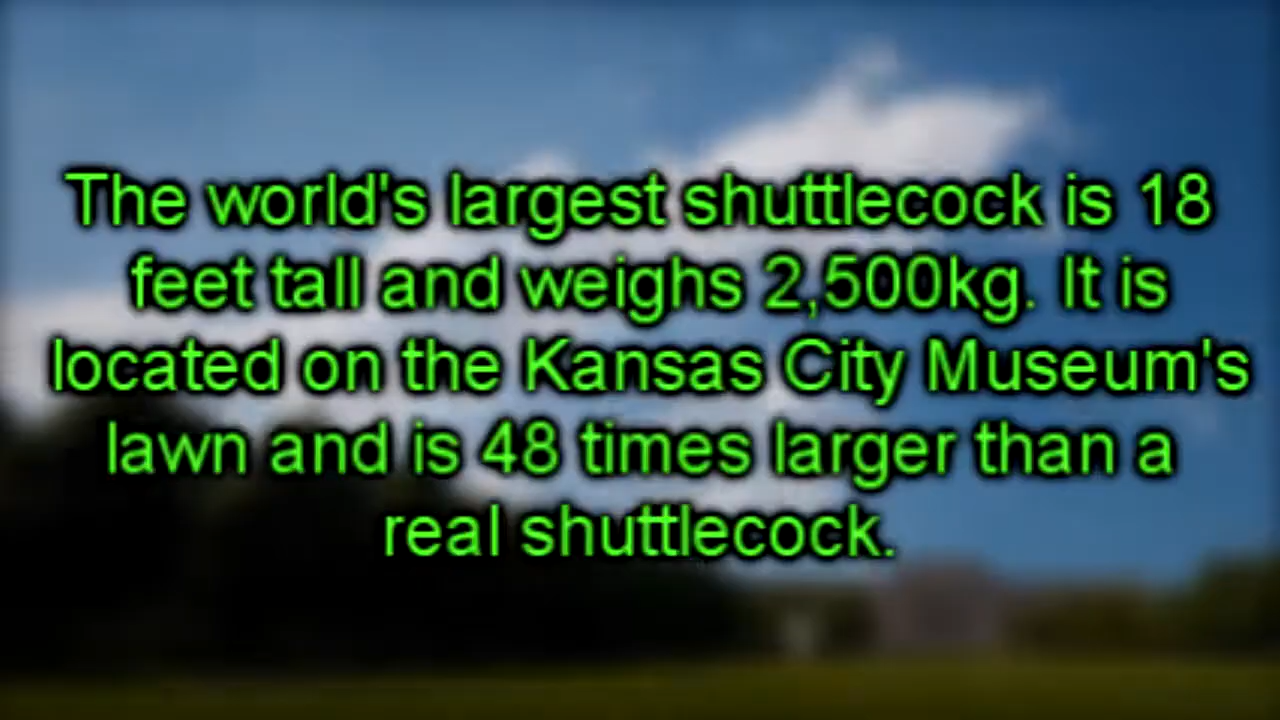 The world's largest shuttlecock is 18
feet tall and weighs 2,500kg. It is
located on the Kansas City Museum's
lawn and is 48 times larger than a
real shuttlecock.